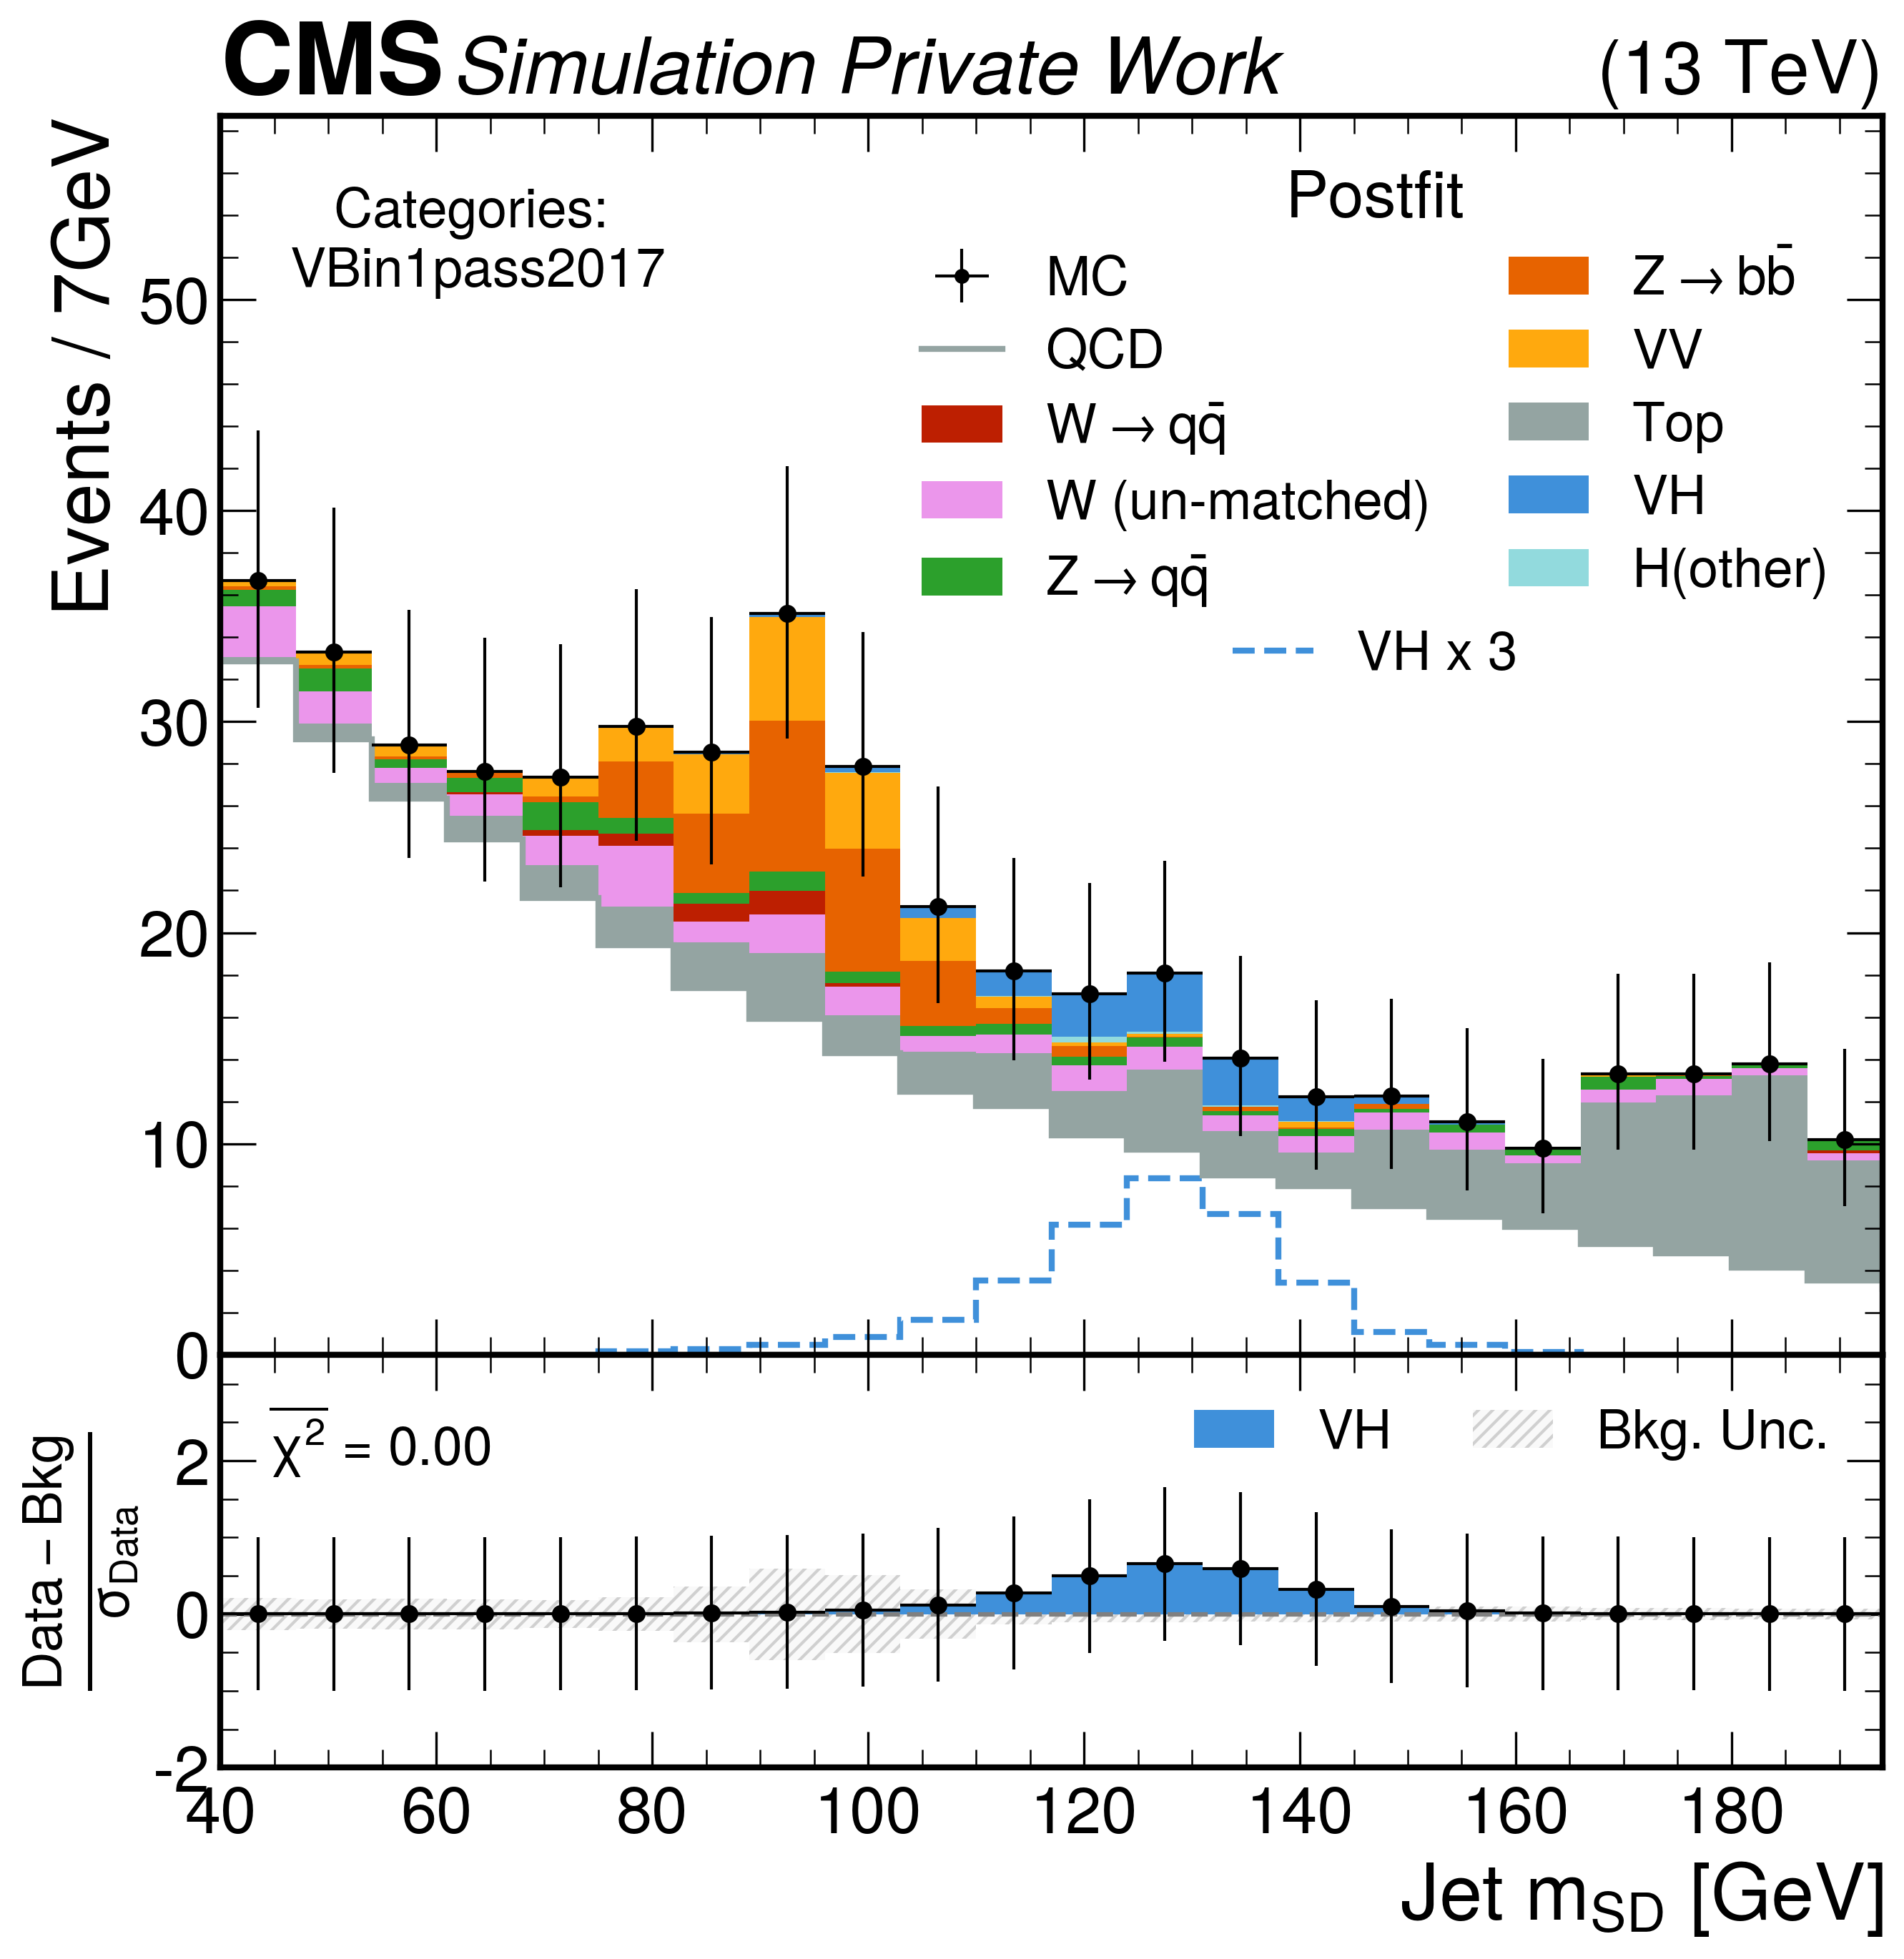 CMS Simulation Private Work (13 TeV)
Events / 7GeV
Categories:
VBin1pass2017
Postfit
MC
QCD
W → qq̄
W (un-matched)
Z → qq̄
Z → bb̄
VV
Top
VH
H(other)
VH x 3
50
40
30
20
10
0
Data − Bkg
σData
χ² = 0.00
VH
Bkg. Unc.
2
0
-2
40 60 80 100 120 140 160 180
Jet mSD [GeV]